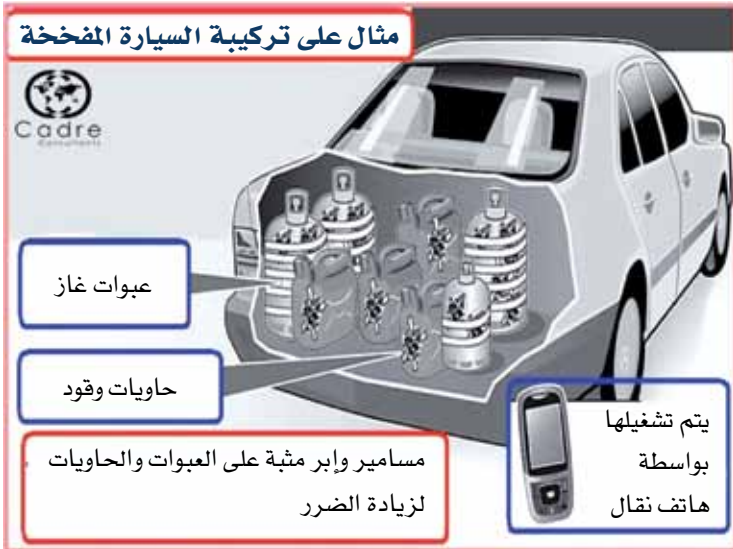 مثال على تركيبة السيارة المفخخة
Cadre
Consultants
عبوات غاز
حاويات وقود
مسامير وإبر مثبة على العبوات والحاويات
لزيادة الضرر
يتم تشغيلها
بواسطة
هاتف نقال